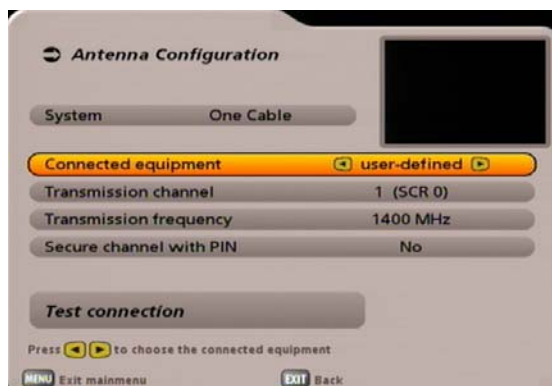 Antenna Configuration
System One Cable
Connected equipment user-defined
Transmission channel 1 (SCR 0)
Transmission frequency 1400 MHz
Secure channel with PIN No
Test connection
Press to choose the connected equipment
MENU Exit mainmenu EXIT Back